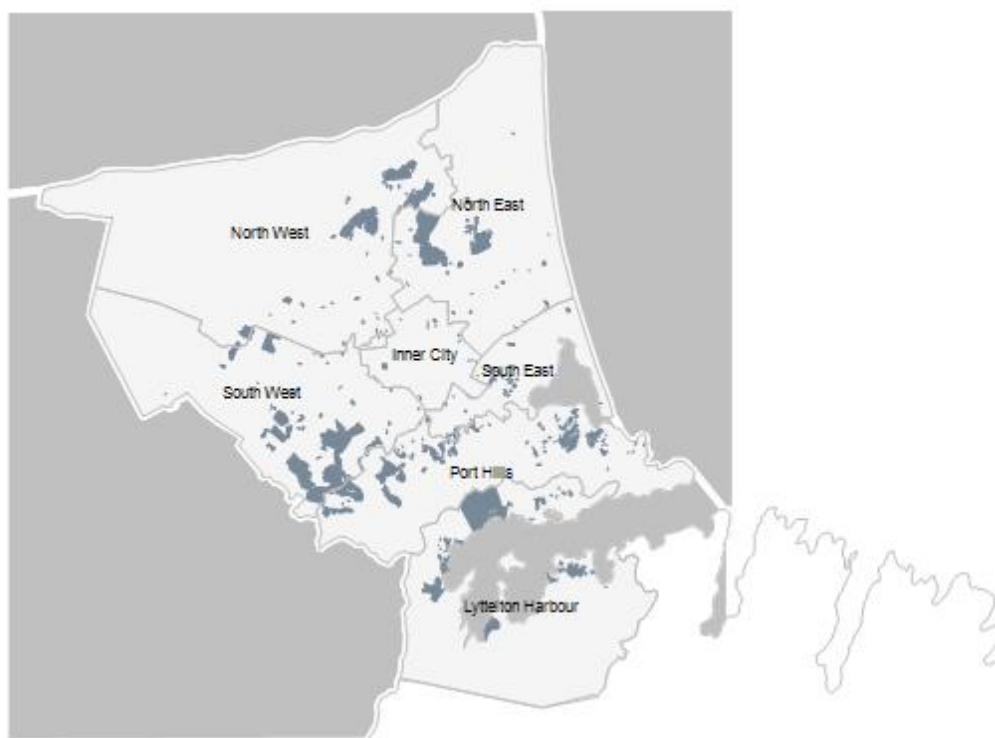 North East
North West
Inner City
South East
South West
Port Hills
Lyttelton Harbour